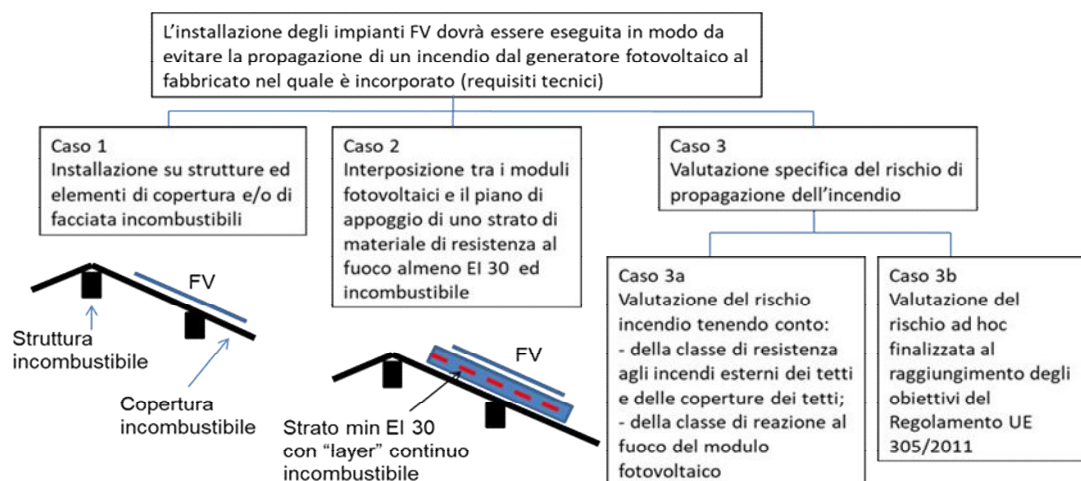 L'installazione degli impianti FV dovrà essere eseguita in modo da
evitare la propagazione di un incendio dal generatore fotovoltaico al
fabbricato nel quale è incorporato (requisiti tecnici)
Caso 1
Installazione su strutture ed
elementi di copertura e/o di
facciata incombustibili
Caso 2
Interposizione tra i moduli
fotovoltaici e il piano di
appoggio di uno strato di
materiale di resistenza al
fuoco almeno EI 30 ed
incombustibile
Caso 3
Valutazione specifica del rischio di
propagazione dell'incendio
FV
Struttura
incombustibile
Copertura
incombustibile
FV
Strato min EI 30
con "layer" continuo
incombustibile
Caso 3a
Valutazione del rischio
incendio tenendo conto:
- della classe di resistenza
agli incendi esterni dei tetti
e delle coperture dei tetti;
- della classe di reazione al
fuoco del modulo
fotovoltaico
Caso 3b
Valutazione del
rischio ad hoc
finalizzata al
raggiungimento degli
obiettivi del
Regolamento UE
305/2011